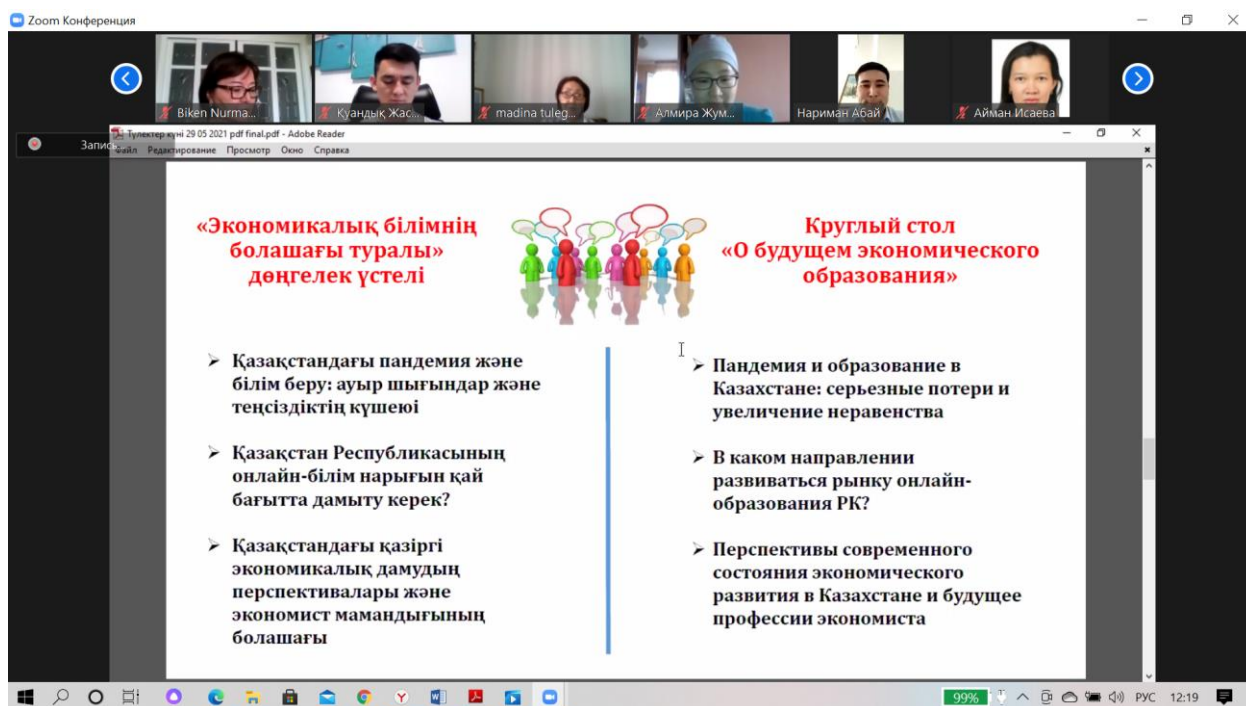 Zoom Конференция
Biken Nurma...
Куандық Жас...
madina tuleg...
Алмира Жум...
Нариман Абай
Айман Исаева
Түлектер күні 29 05 2021 pdf final.pdf - Adobe Reader
Запись
Файл Редактирование Просмотр Окно Справка
«Экономикалық білімнің
болашағы туралы»
дөңгелек үстелі
Круглый стол
«О будущем экономического
образования»
➢ Қазақстандағы пандемия және
білім беру: ауыр шығындар және
теңсіздіктің күшеюі
➢ Қазақстан Республикасының
онлайн-білім нарығын қай
бағытта дамыту керек?
➢ Қазақстандағы қазіргі
экономикалық дамудың
перспективалары және
экономист мамандығының
болашағы
➢ Пандемия и образование в
Казахстане: серьезные потери и
увеличение неравенства
➢ В каком направлении
развиваться рынку онлайн-
образования РК?
➢ Перспективы современного
состояния экономического
развития в Казахстане и будущее
профессии экономиста
99%
РУС
12:19